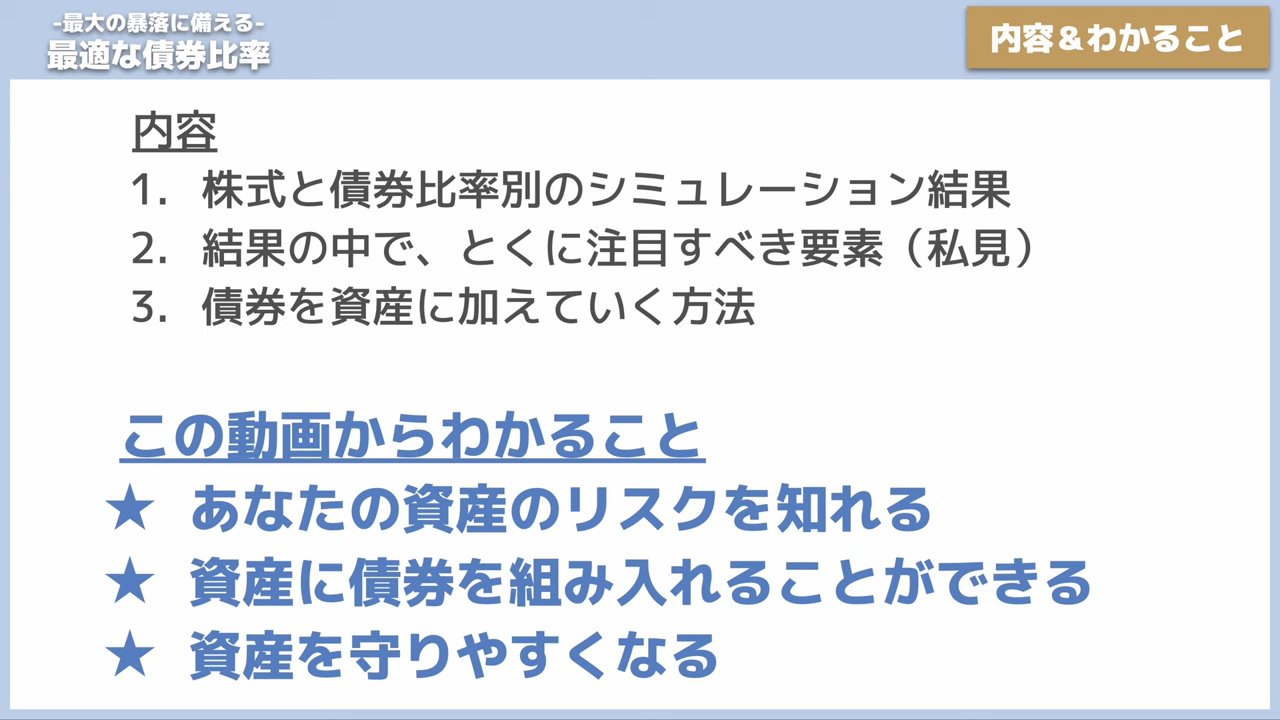 -最大の暴落に備える-
最適な債券比率
内容＆わかること
内容
1. 株式と債券比率別のシミュレーション結果
2. 結果の中で、とくに注目すべき要素（私見）
3. 債券を資産に加えていく方法
この動画からわかること
★ あなたの資産のリスクを知れる
★ 資産に債券を組み入れることができる
★ 資産を守りやすくなる